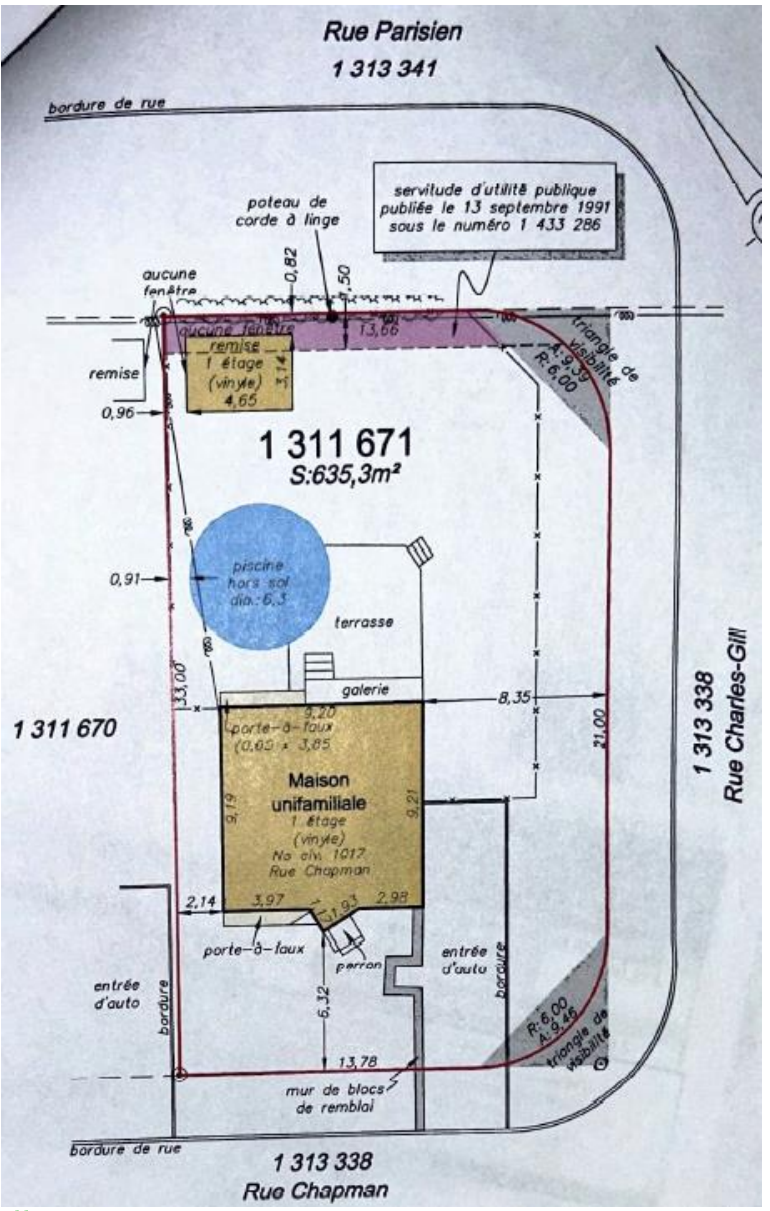 Rue Parisien
1 313 341
bordure de rue
servitude d'utilité publique
publiée le 13 septembre 1991
sous le numéro 1 433 286
poteau de
corde à linge
0,82
1,50
aucune
fenêtre
aucune fenêtre
13,66
remise
1 étage
(vinyle)
4,65
3,14
remise
0,96
triangle de
visibilité
A: 9,39
R: 6,00
1 311 671
S:635,3m²
piscine
hors sol
dia.: 6,3
0,91
terrasse
33,00
galerie
8,35
21,00
1 311 670
1 313 338
Rue Charles-Gill
9,20
porte-à-faux
3,85
Maison
unifamiliale
1 étage
(vinyle)
No civ. 1017
Rue Chapman
9,19
9,21
2,14
3,97
1,93
2,98
porte-à-faux
perron
entrée
d'auto
bordure
entrée
d'auto
bordure
6,32
R: 6,00
A: 9,46
triangle de
visibilité
13,78
mur de blocs
de remblai
bordure de rue
1 313 338
Rue Chapman